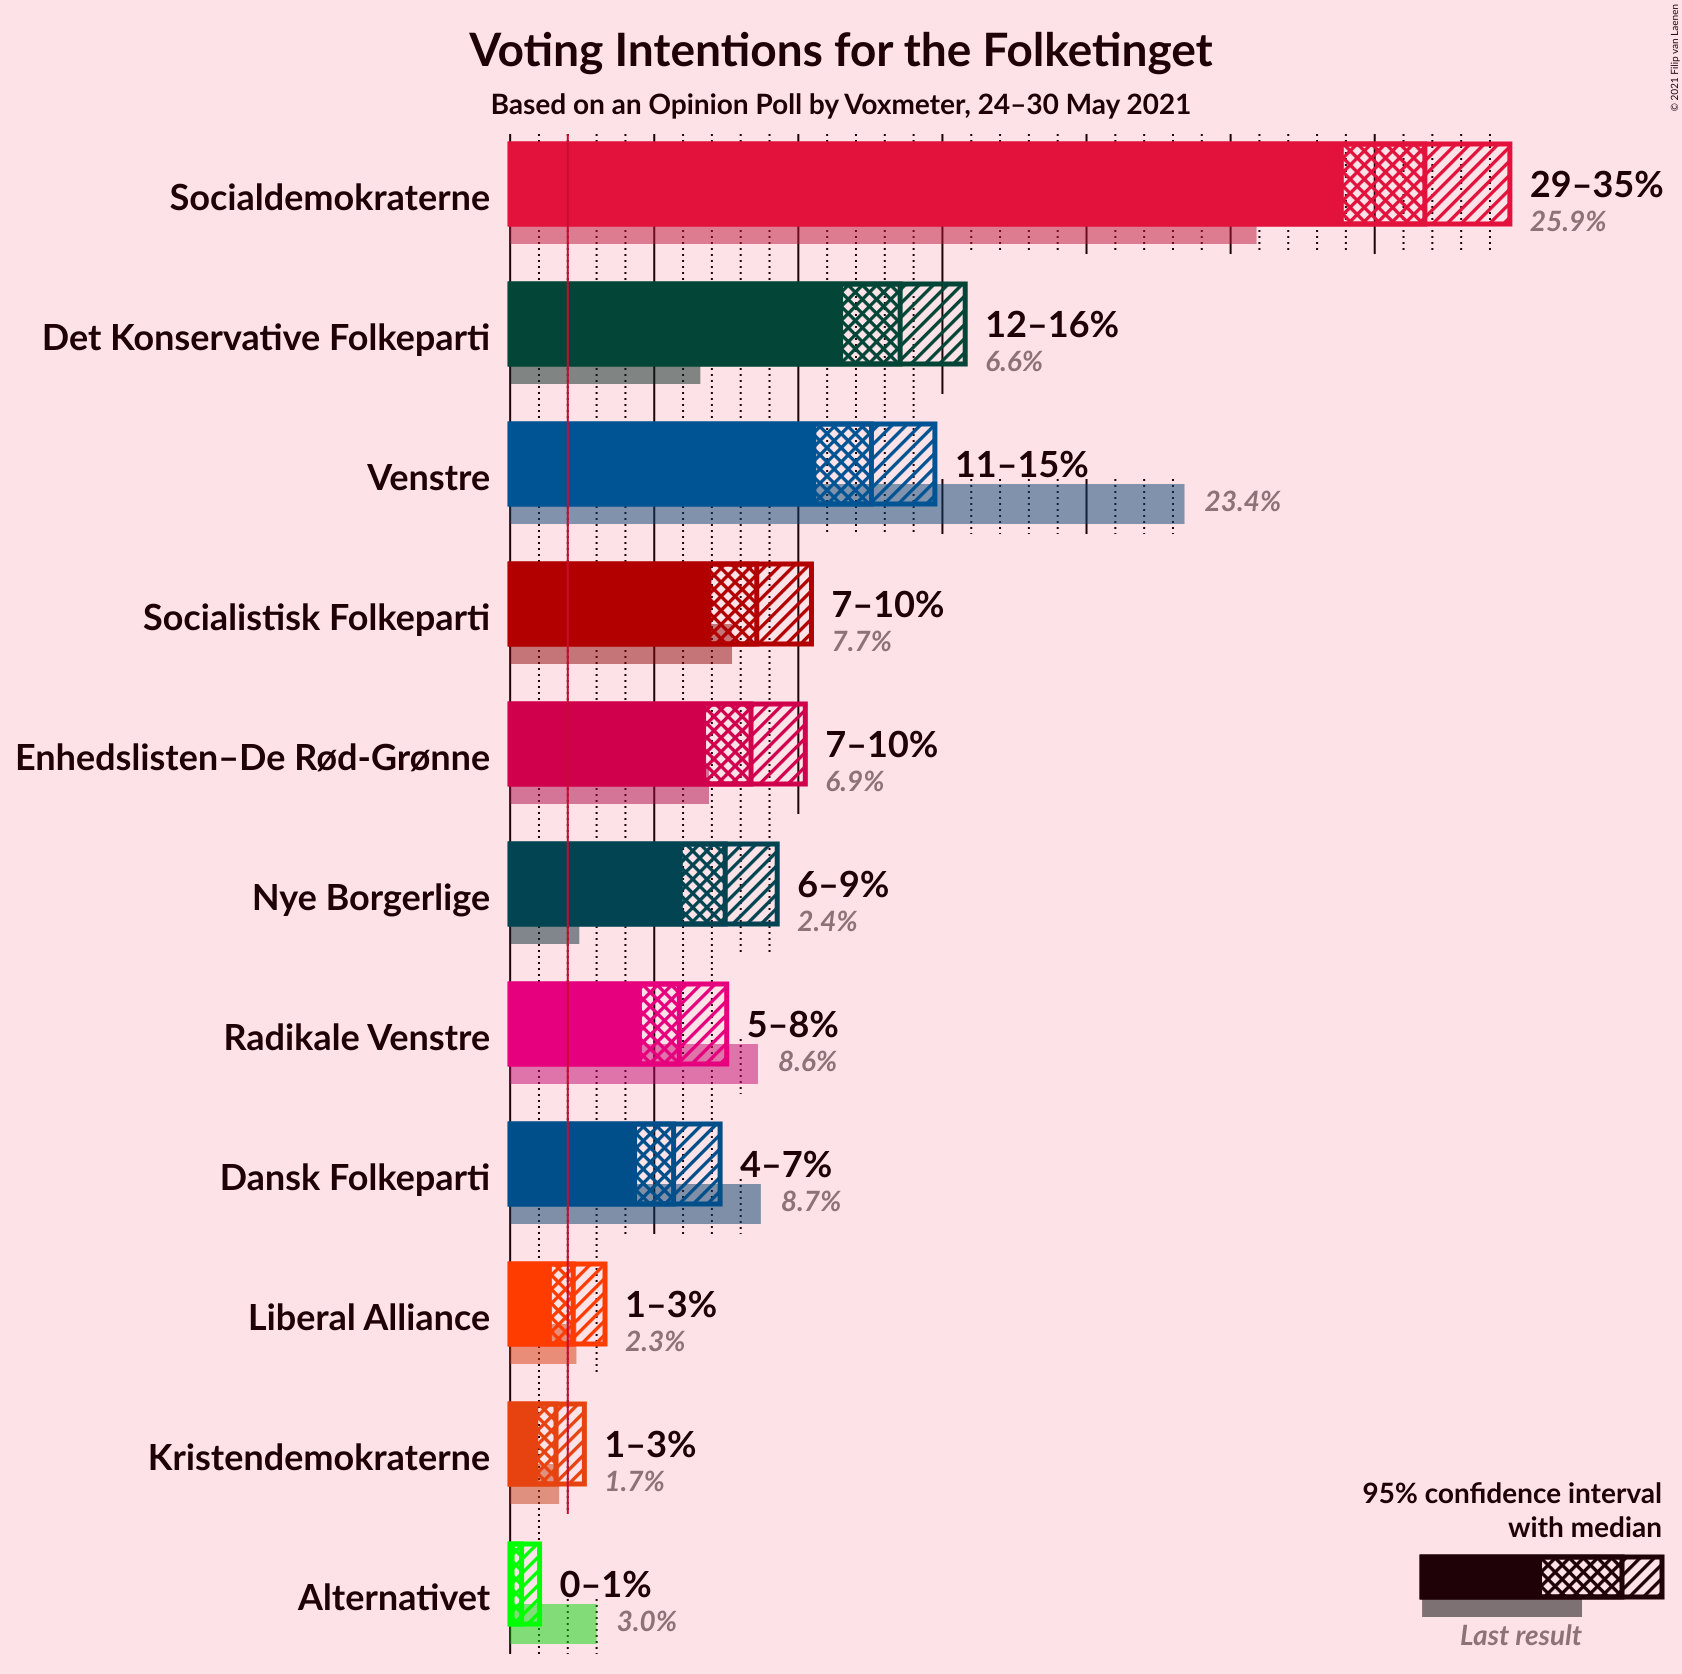 © 2021 Filip van Laenen
Voting Intentions for the Folketinget
Based on an Opinion Poll by Voxmeter, 24–30 May 2021
Socialdemokraterne
29–35%
25.9%
Det Konservative Folkeparti
12–16%
6.6%
Venstre
11–15%
23.4%
Socialistisk Folkeparti
7–10%
7.7%
Enhedslisten–De Rød-Grønne
7–10%
6.9%
Nye Borgerlige
6–9%
2.4%
Radikale Venstre
5–8%
8.6%
Dansk Folkeparti
4–7%
8.7%
Liberal Alliance
1–3%
2.3%
Kristendemokraterne
1–3%
1.7%
Alternativet
0–1%
3.0%
95% confidence interval
with median
Last result